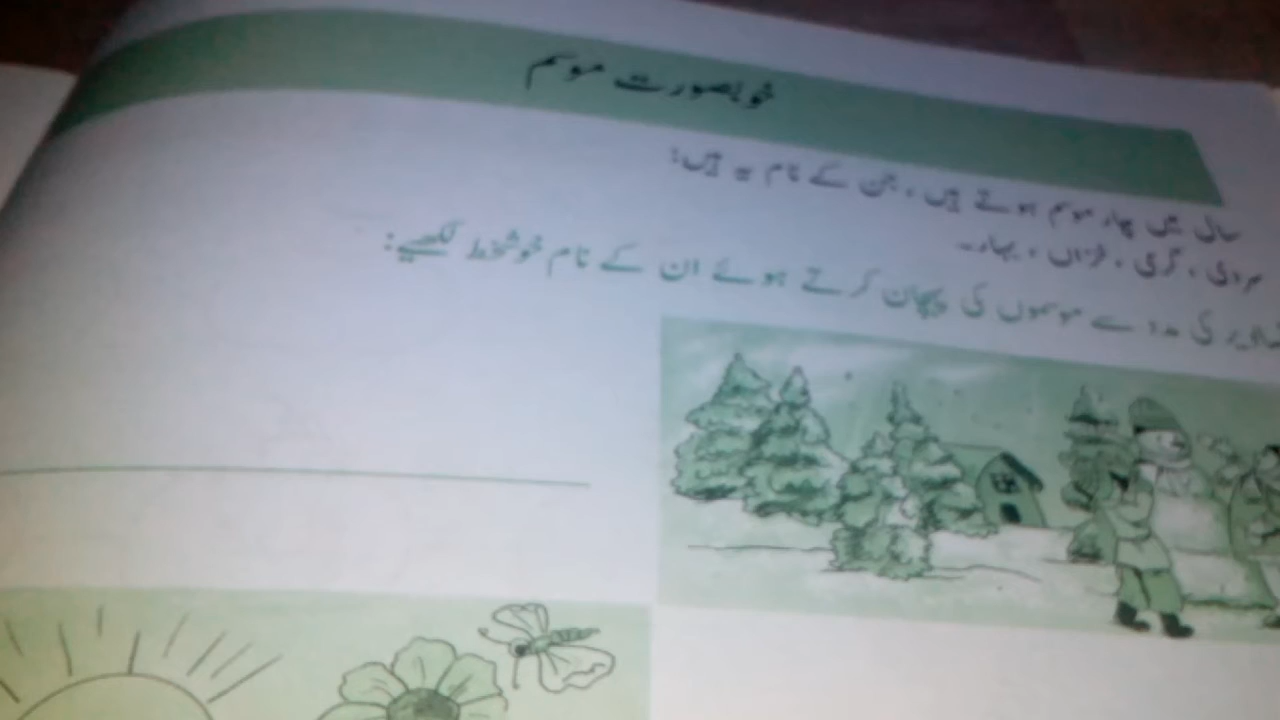 خوبصورت موسم
سال میں چار موسم ہوتے ہیں، جن کے نام یہ ہیں:
سردی، گرمی، خزاں، بہار۔
تصاویر کی مدد سے موسموں کی پہچان کرتے ہوئے ان کے نام خوشخط لکھیے: